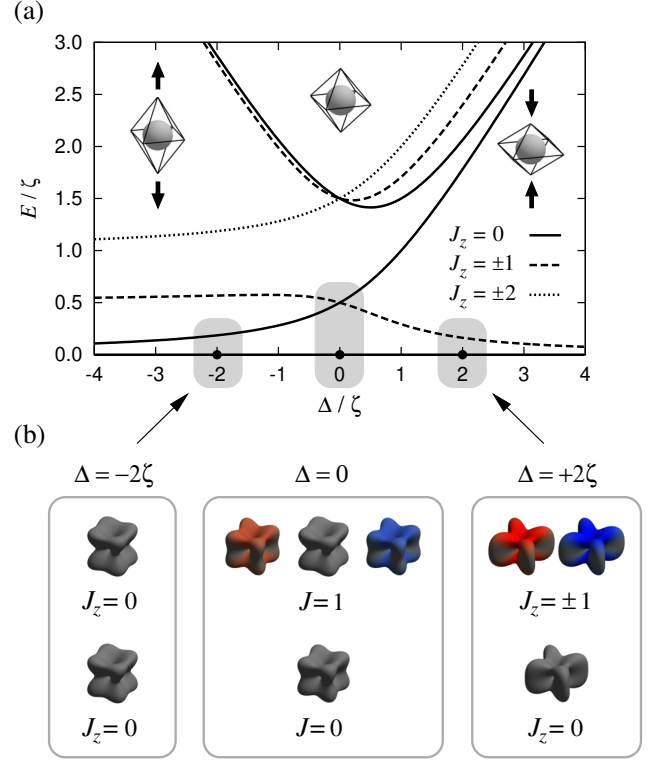 (a)
3.0
2.5
2.0
1.5
1.0
0.5
0.0
E / ζ
J_z = 0
J_z = ±1
J_z = ±2
-4 -3 -2 -1 0 1 2 3 4
Δ / ζ
(b)
Δ = −2ζ Δ = 0 Δ = +2ζ
J_z = 0 J = 1 J_z = ± 1
J_z = 0 J = 0 J_z = 0